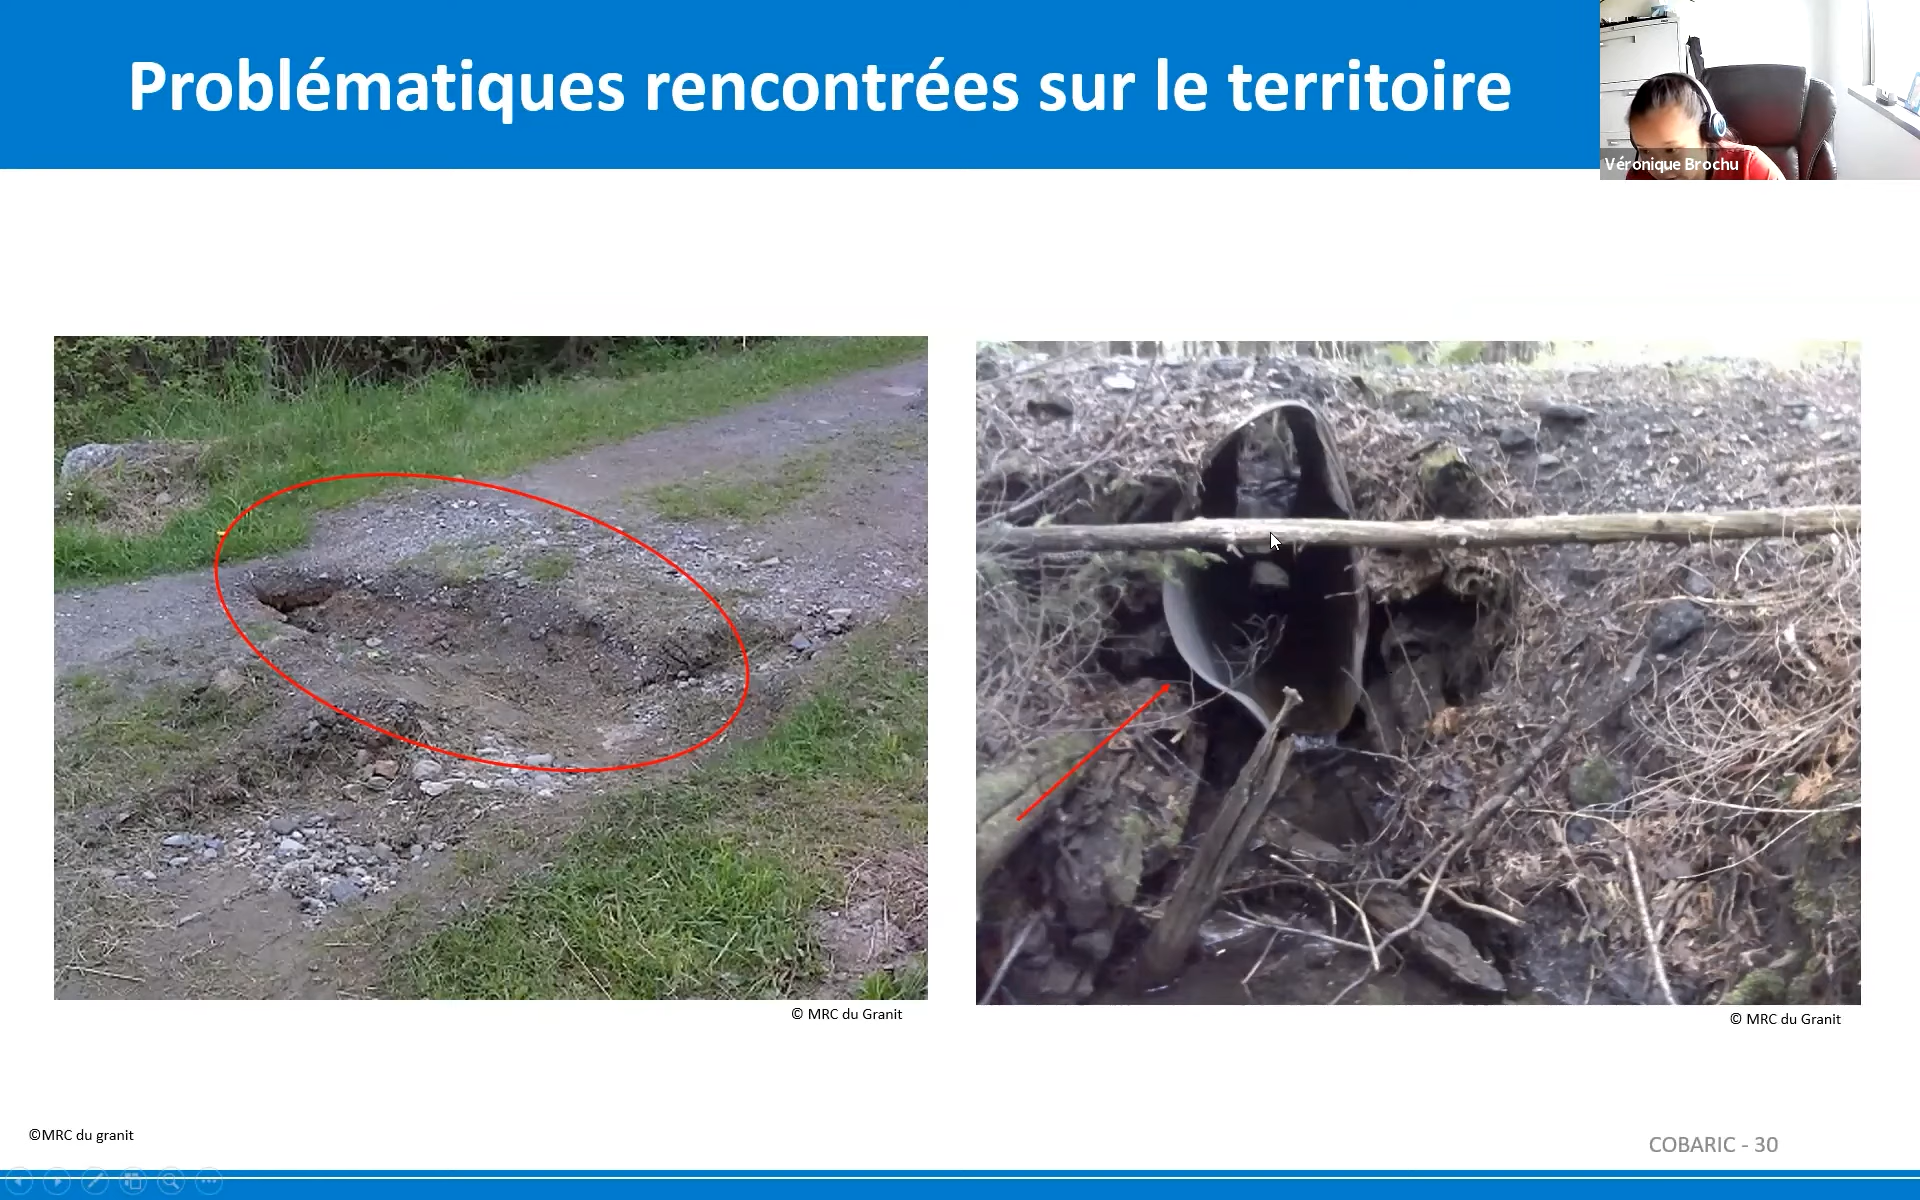 Problématiques rencontrées sur le territoire
Véronique Brochu
© MRC du Granit
© MRC du Granit
©MRC du granit
COBARIC - 30